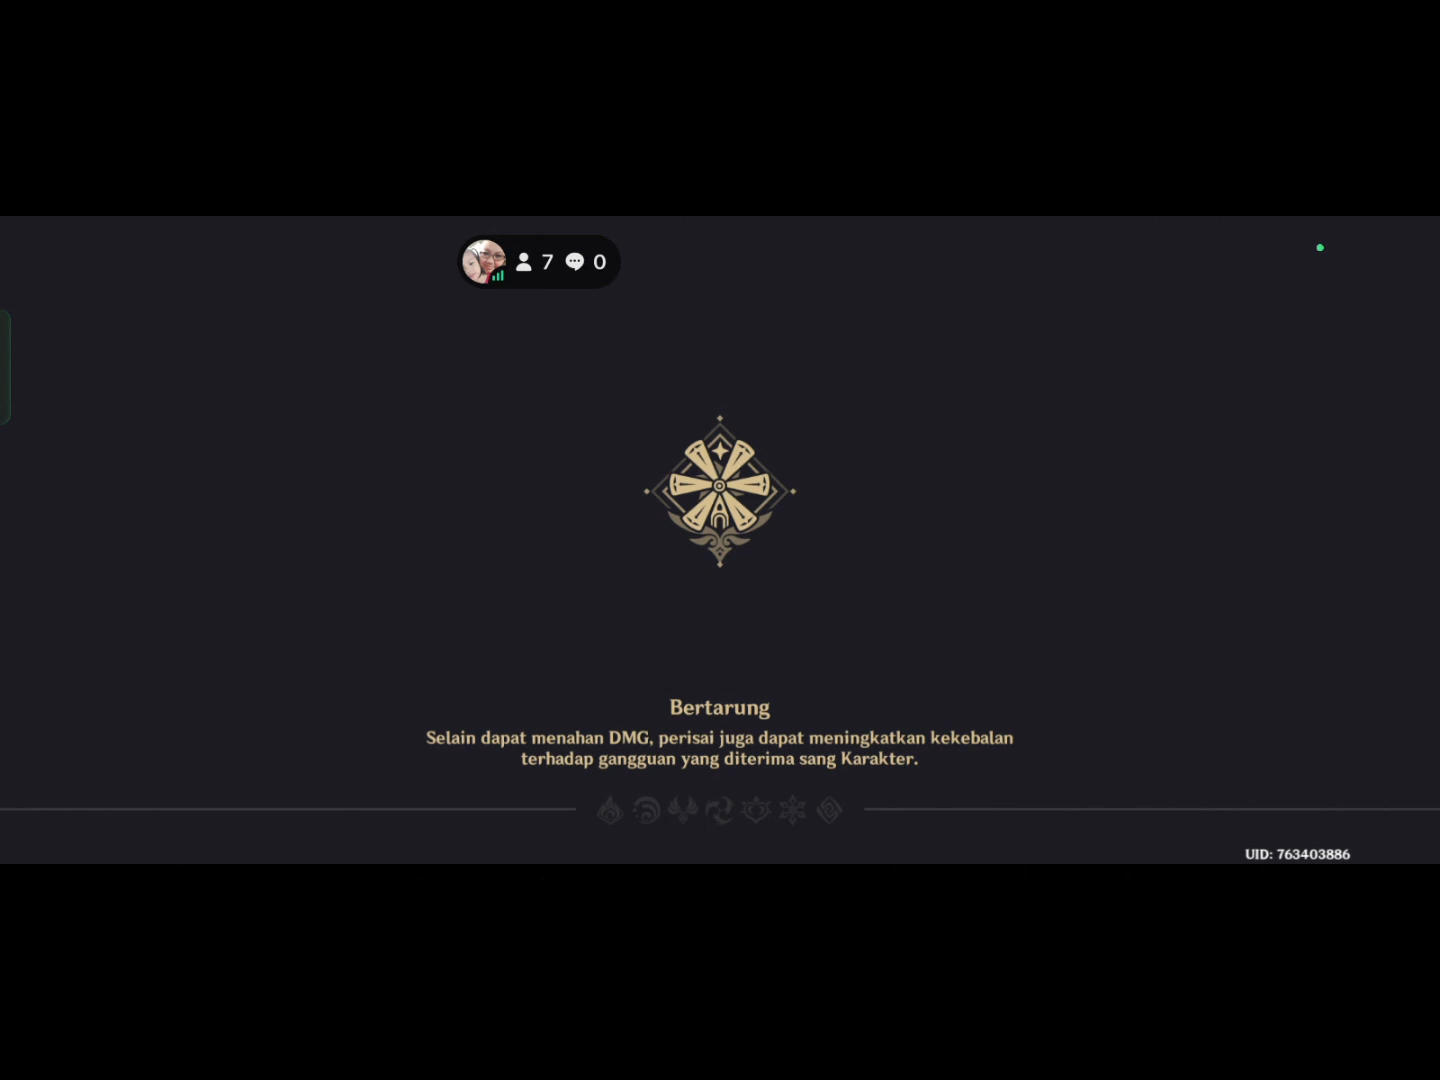 7 0
Bertarung
Selain dapat menahan DMG, perisai juga dapat meningkatkan kekebalan
terhadap gangguan yang diterima sang Karakter.
UID: 763403886